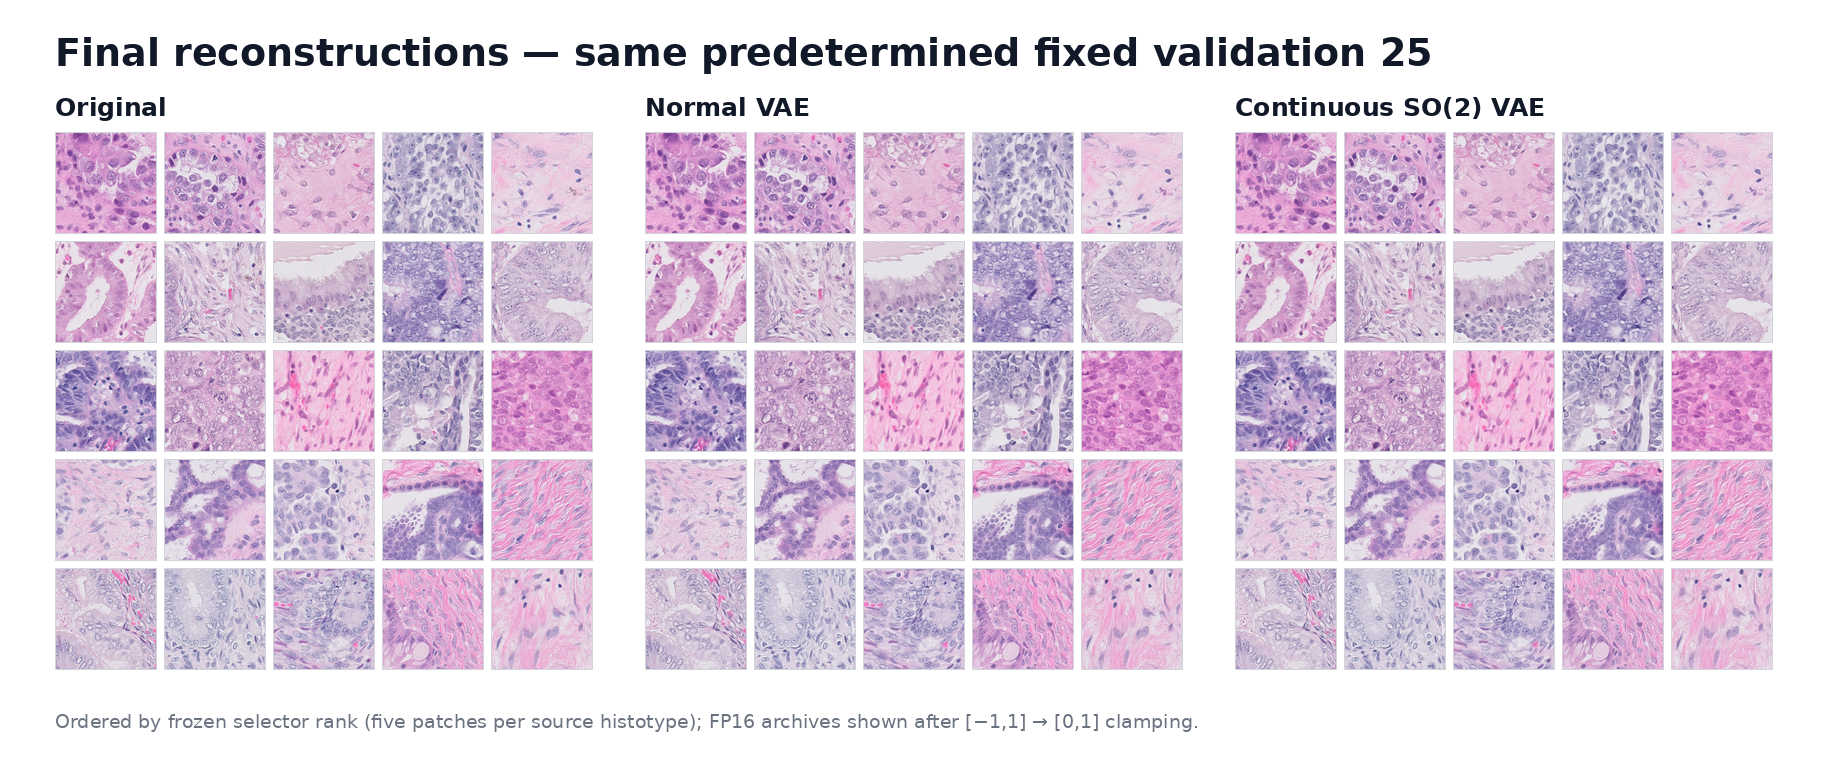 Final reconstructions — same predetermined fixed validation 25
Original
Normal VAE
Continuous SO(2) VAE
Ordered by frozen selector rank (five patches per source histotype); FP16 archives shown after [−1,1] → [0,1] clamping.